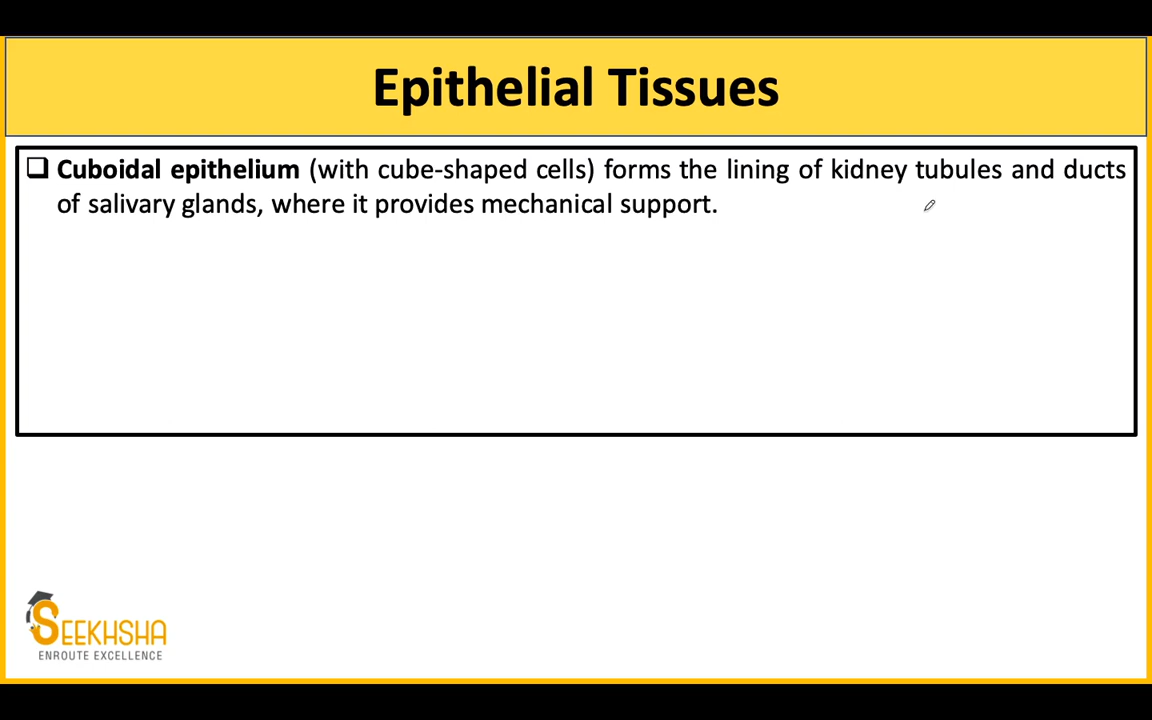 Epithelial Tissues
❑ Cuboidal epithelium (with cube-shaped cells) forms the lining of kidney tubules and ducts
of salivary glands, where it provides mechanical support.
SEEKHSHA
ENROUTE EXCELLENCE